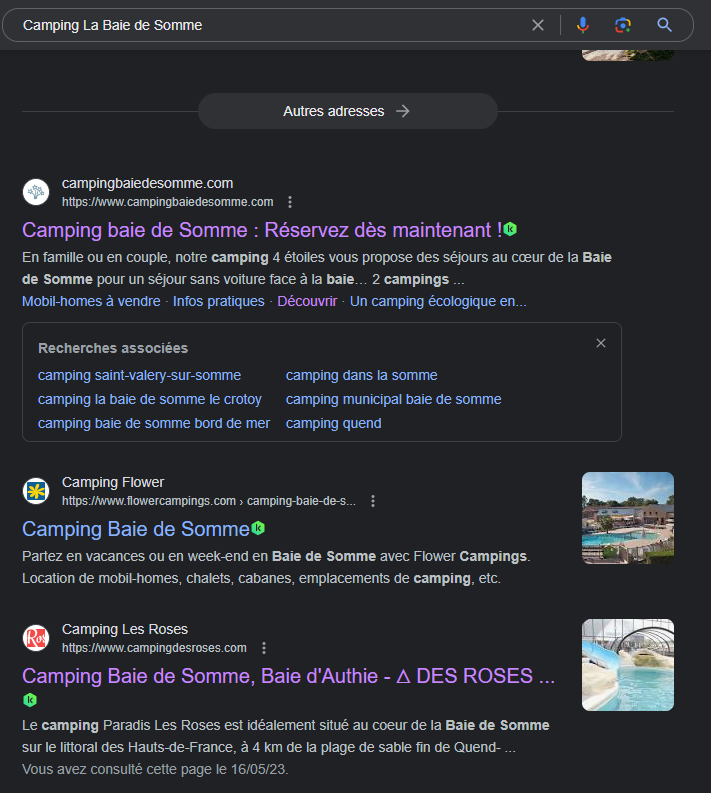 Camping La Baie de Somme
Autres adresses
campingbaiedesomme.com
https://www.campingbaiedesomme.com
Camping baie de Somme : Réservez dès maintenant !
En famille ou en couple, notre camping 4 étoiles vous propose des séjours au cœur de la Baie
de Somme pour un séjour sans voiture face à la baie… 2 campings ...
Mobil-homes à vendre · Infos pratiques · Découvrir · Un camping écologique en...
Recherches associées
camping saint-valery-sur-somme
camping dans la somme
camping la baie de somme le crotoy
camping municipal baie de somme
camping baie de somme bord de mer
camping quend
Camping Flower
https://www.flowercampings.com › camping-baie-de-s...
Camping Baie de Somme
Partez en vacances ou en week-end en Baie de Somme avec Flower Campings.
Location de mobil-homes, chalets, cabanes, emplacements de camping, etc.
Ros
Camping Les Roses
https://www.campingdesroses.com
Camping Baie de Somme, Baie d'Authie - Δ DES ROSES ...
Le camping Paradis Les Roses est idéalement situé au coeur de la Baie de Somme
sur le littoral des Hauts-de-France, à 4 km de la plage de sable fin de Quend- ...
Vous avez consulté cette page le 16/05/23.